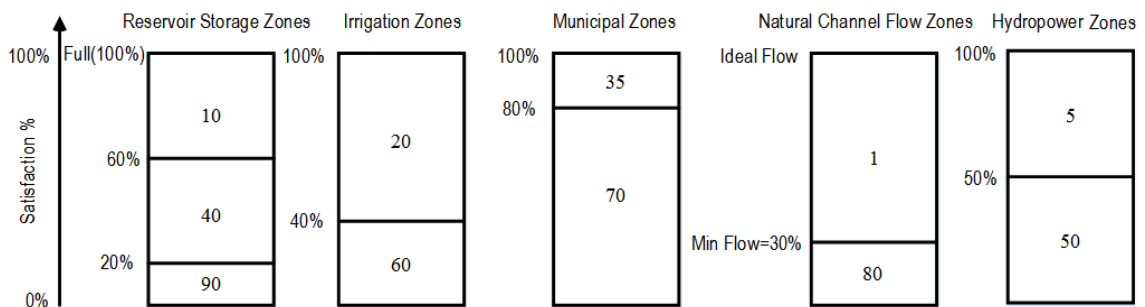 Reservoir Storage Zones
Irrigation Zones
Municipal Zones
Natural Channel Flow Zones
Hydropower Zones
Satisfaction %
100%
0%
Full(100%)
60%
20%
10
40
90
100%
40%
20
60
100%
80%
35
70
Ideal Flow
Min Flow=30%
1
80
100%
50%
5
50